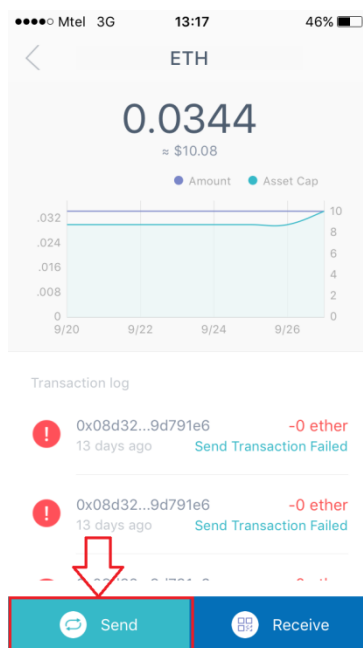 Mtel 3G 13:17 46%
ETH
0.0344
≈ $10.08
Amount Asset Cap
.032 10
.024 8
.016 6
.008 4
0 2
0
9/20 9/22 9/24 9/26
Transaction log
0x08d32...9d791e6 -0 ether
13 days ago Send Transaction Failed
0x08d32...9d791e6 -0 ether
13 days ago Send Transaction Failed
Send Receive